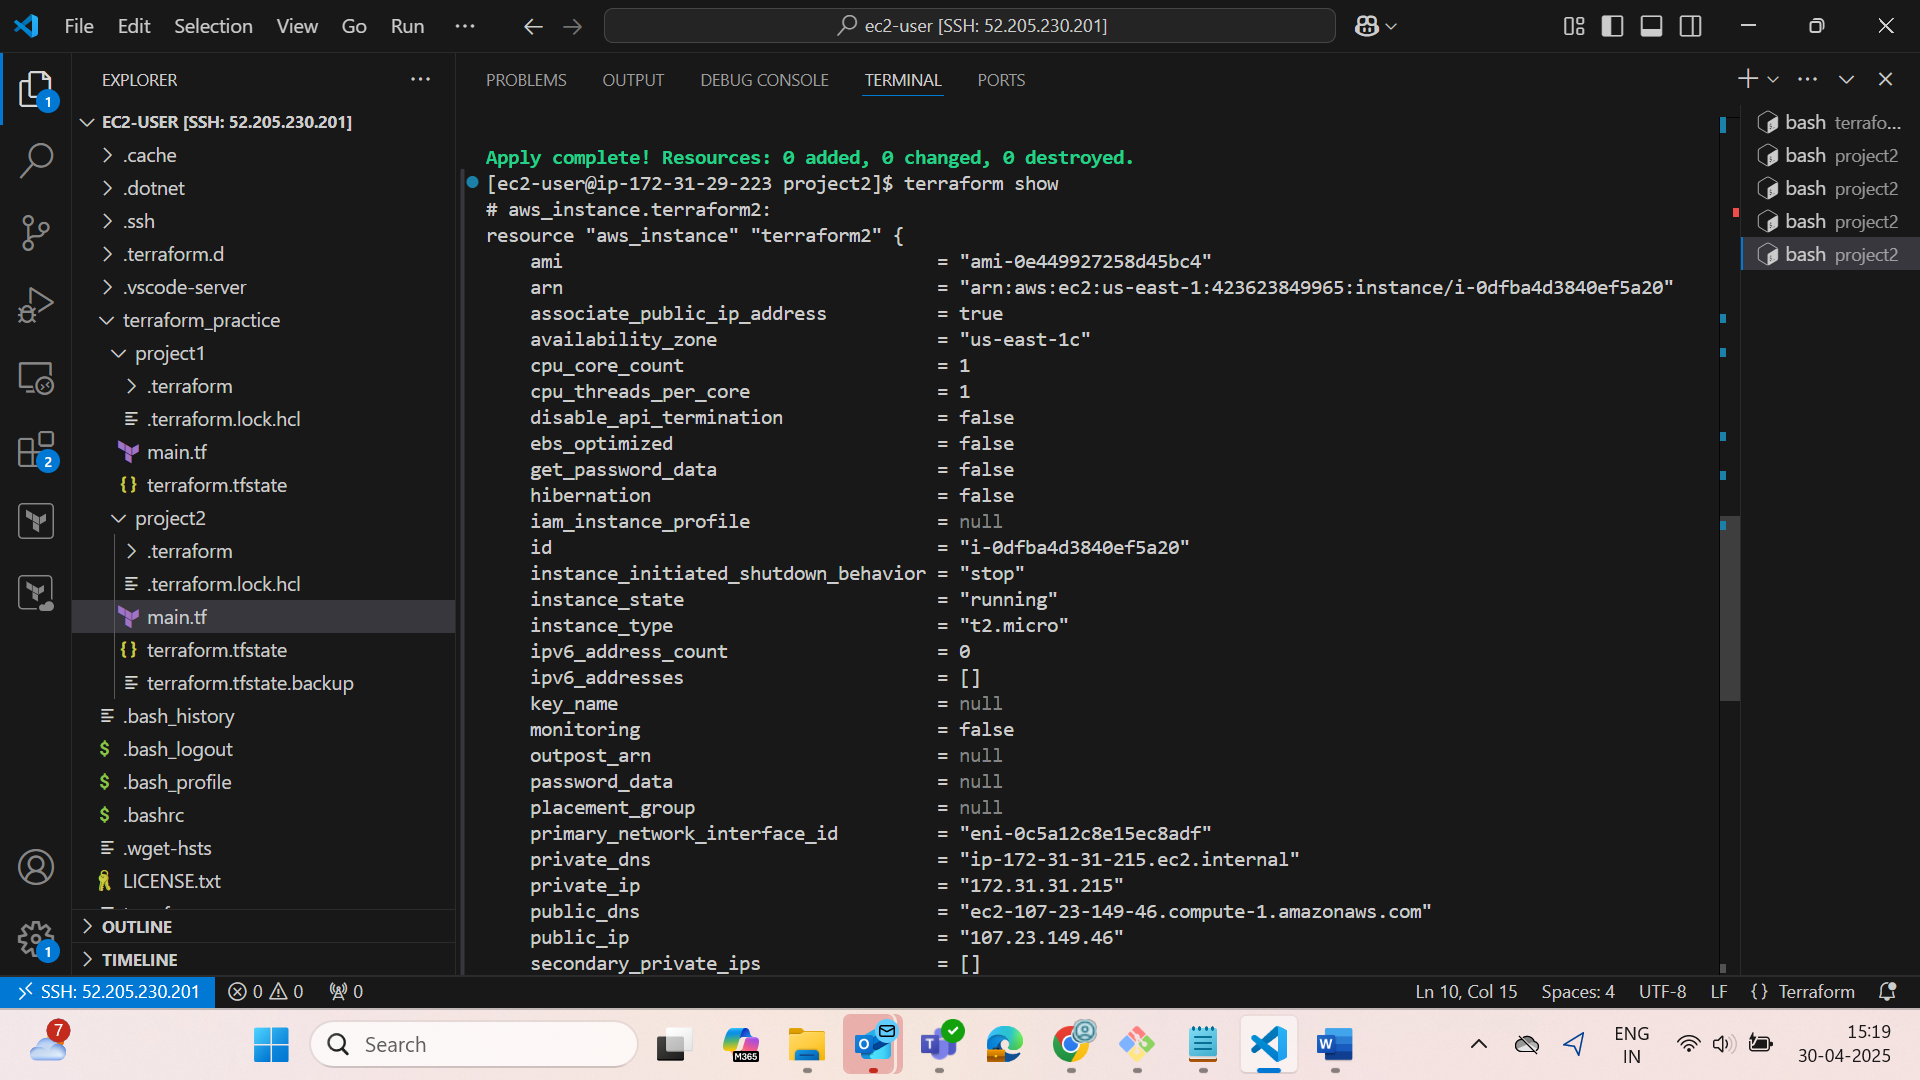 File Edit Selection View Go Run ···
ec2-user [SSH: 52.205.230.201]
EXPLORER
PROBLEMS OUTPUT DEBUG CONSOLE TERMINAL PORTS
1
EC2-USER [SSH: 52.205.230.201]
.cache
.dotnet
.ssh
.terraform.d
.vscode-server
terraform_practice
project1
.terraform
.terraform.lock.hcl
main.tf
terraform.tfstate
project2
.terraform
.terraform.lock.hcl
main.tf
terraform.tfstate
terraform.tfstate.backup
.bash_history
.bash_logout
.bash_profile
.bashrc
.wget-hsts
LICENSE.txt
OUTLINE
TIMELINE
2
1
Apply complete! Resources: 0 added, 0 changed, 0 destroyed.
[ec2-user@ip-172-31-29-223 project2]$ terraform show
# aws_instance.terraform2:
resource "aws_instance" "terraform2" {
ami = "ami-0e449927258d45bc4"
arn = "arn:aws:ec2:us-east-1:423623849965:instance/i-0dfba4d3840ef5a20"
associate_public_ip_address = true
availability_zone = "us-east-1c"
cpu_core_count = 1
cpu_threads_per_core = 1
disable_api_termination = false
ebs_optimized = false
get_password_data = false
hibernation = false
iam_instance_profile = null
id = "i-0dfba4d3840ef5a20"
instance_initiated_shutdown_behavior = "stop"
instance_state = "running"
instance_type = "t2.micro"
ipv6_address_count = 0
ipv6_addresses = []
key_name = null
monitoring = false
outpost_arn = null
password_data = null
placement_group = null
primary_network_interface_id = "eni-0c5a12c8e15ec8adf"
private_dns = "ip-172-31-31-215.ec2.internal"
private_ip = "172.31.31.215"
public_dns = "ec2-107-23-149-46.compute-1.amazonaws.com"
public_ip = "107.23.149.46"
secondary_private_ips = []
bash terrafo...
bash project2
bash project2
bash project2
bash project2
SSH: 52.205.230.201 0 0 0
Ln 10, Col 15 Spaces: 4 UTF-8 LF {} Terraform
7
Search
M365
ENG
IN
15:19
30-04-2025